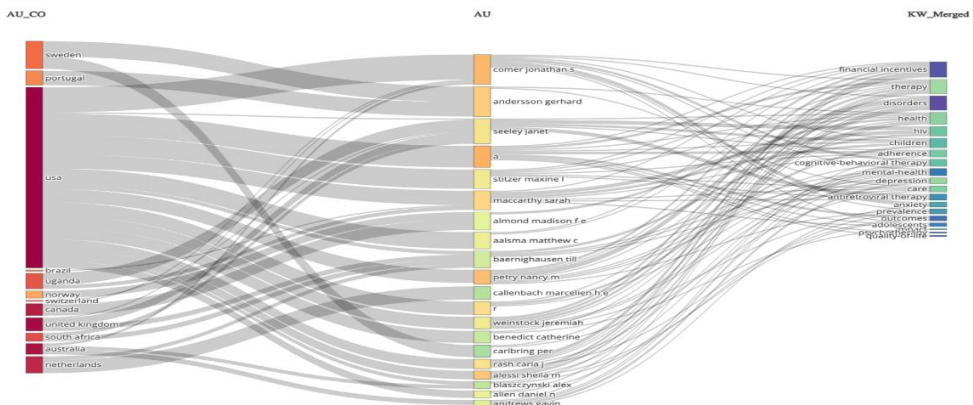 AU_CO
AU
KW_Merged
sweden
portugal
usa
brazil
uganda
norway
switzerland
canada
united kingdom
south africa
australia
netherlands
comer jonathan s
andersson gerhard
seeley janet
a
stitzer maxine l
maccarthy sarah
almond madison f e
aalsma matthew c
baernighausen till
petry nancy m
callenbach marcelien h e
r
weinstock jeremiah
benedict catherine
carlbring per
rash carla j
alessi sheila m
blaszczynski alex
allen daniel n
andrews gavin
financial incentives
therapy
disorders
health
hiv
children
adherence
cognitive-behavioral therapy
mental-health
depression
care
antiretroviral therapy
anxiety
prevalence
outcomes
adolescents
psychotherapy
quality-of-life